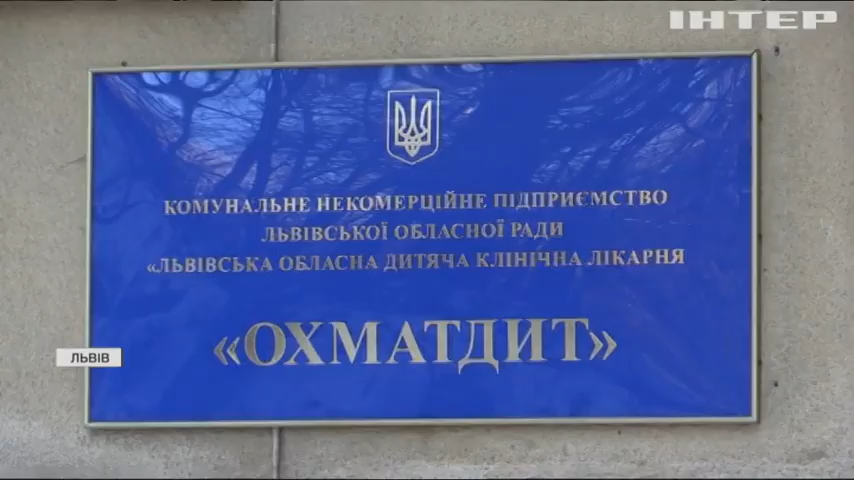 ІНТЕР
КОМУНАЛЬНЕ НЕКОМЕРЦІЙНЕ ПІДПРИЄМСТВО
ЛЬВІВСЬКОЇ ОБЛАСНОЇ РАДИ
«ЛЬВІВСЬКА ОБЛАСНА ДИТЯЧА КЛІНІЧНА ЛІКАРНЯ
«ОХМАТДИТ»
ЛЬВІВ